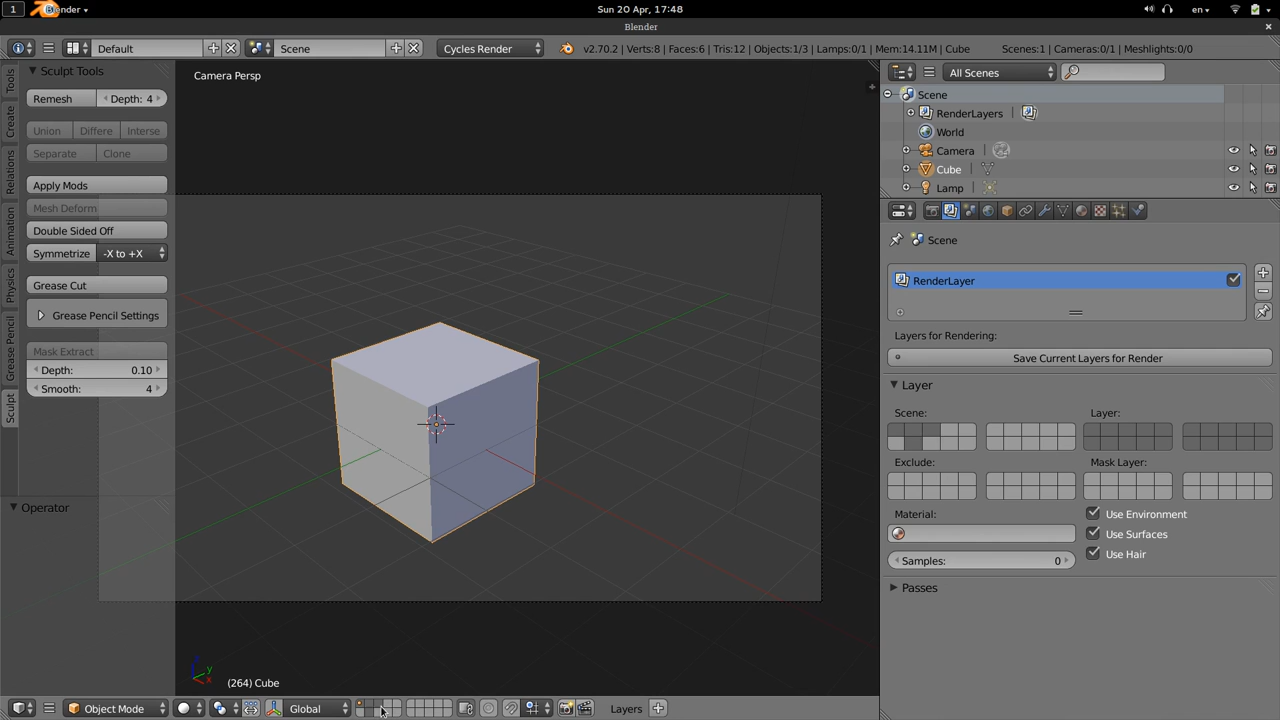 1 Blender Sun 20 Apr, 17:48 en
Blender
Default Scene Cycles Render v2.70.2 | Verts:8 | Faces:6 | Tris:12 | Objects:1/3 | Lamps:0/1 | Mem:14.11M | Cube Scenes:1 | Cameras:0/1 | Meshlights:0/0
Tools
Create
Relations
Animation
Physics
Grease Pencil
Sculpt
Sculpt Tools
Remesh Depth: 4
Union Differe Interse
Separate Clone
Apply Mods
Mesh Deform
Double Sided Off
Symmetrize -X to +X
Grease Cut
Grease Pencil Settings
Mask Extract
Depth: 0.10
Smooth: 4
Operator
Camera Persp
y
x
(264) Cube
Object Mode Global Layers
All Scenes
Scene
RenderLayers
World
Camera
Cube
Lamp
Scene
RenderLayer
Layers for Rendering:
Save Current Layers for Render
Layer
Scene: Layer:
Exclude: Mask Layer:
Material: Use Environment
Use Surfaces
Samples: 0 Use Hair
Passes